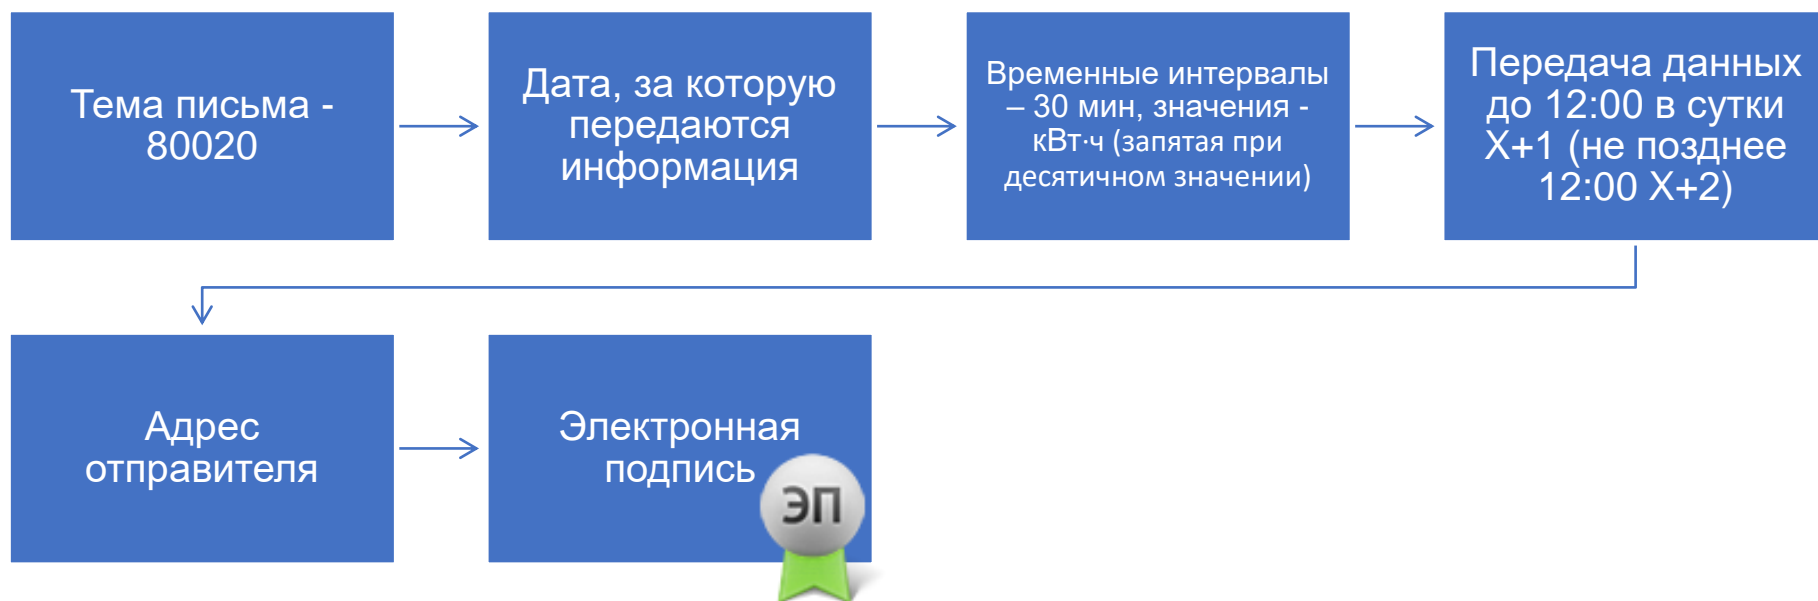 Тема письма -
80020
Дата, за которую
передаются
информация
Временные интервалы
– 30 мин, значения -
кВт·ч (запятая при
десятичном значении)
Передача данных
до 12:00 в сутки
X+1 (не позднее
12:00 X+2)
Адрес
отправителя
Электронная
подпись
ЭП